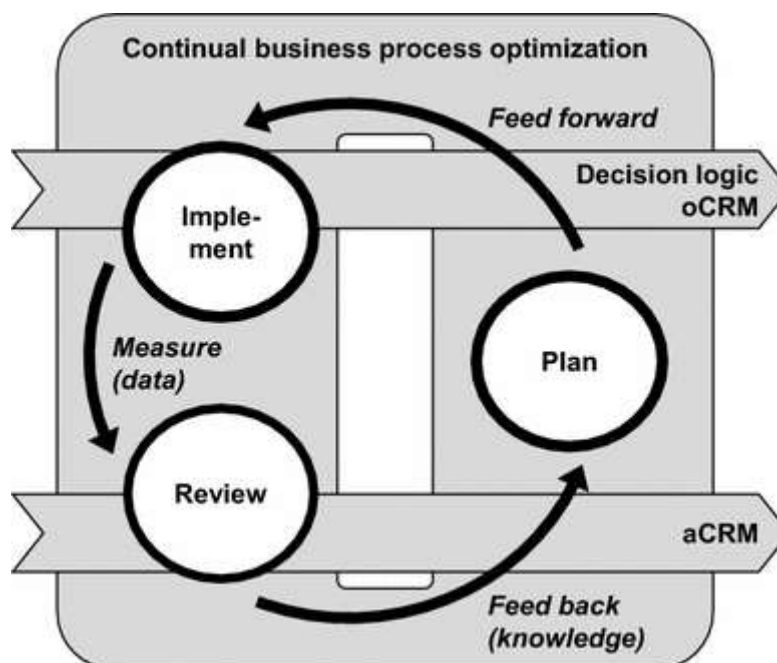 Continual business process optimization
Feed forward
Decision logic
oCRM
Imple-
ment
Measure
(data)
Plan
Review
aCRM
Feed back
(knowledge)